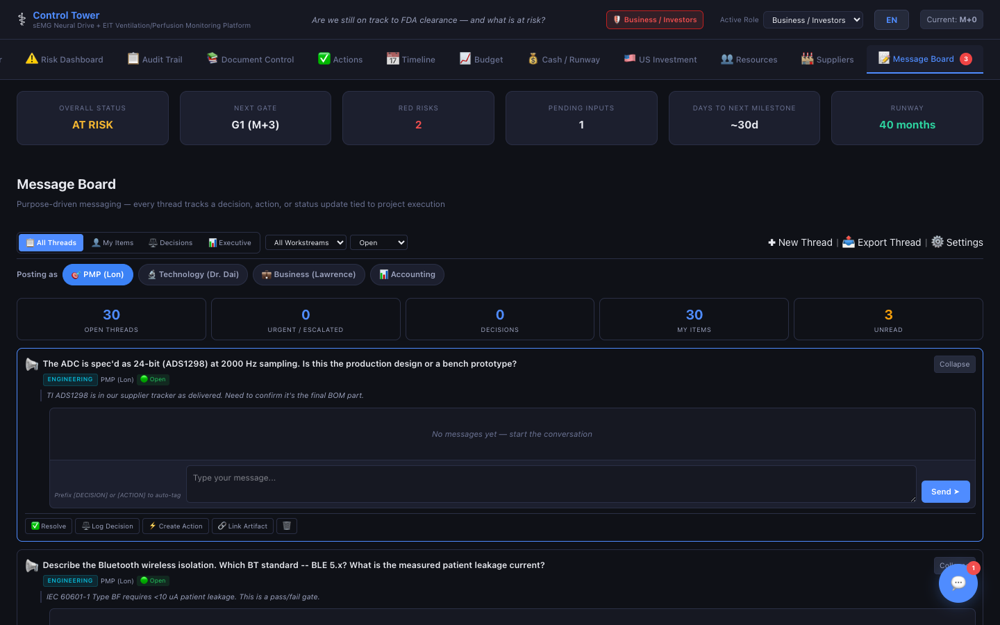 Control Tower
sEMG Neural Drive + EIT Ventilation/Perfusion Monitoring Platform
Are we still on track to FDA clearance — and what is at risk?
Business / Investors
Active Role
Business / Investors
EN
Current: M+0
Risk Dashboard
Audit Trail
Document Control
Actions
Timeline
Budget
Cash / Runway
US Investment
Resources
Suppliers
Message Board 3
OVERALL STATUS
AT RISK
NEXT GATE
G1 (M+3)
RED RISKS
2
PENDING INPUTS
1
DAYS TO NEXT MILESTONE
~30d
RUNWAY
40 months
Message Board
Purpose-driven messaging — every thread tracks a decision, action, or status update tied to project execution
All Threads
My Items
Decisions
Executive
All Workstreams
Open
New Thread | Export Thread | Settings
Posting as
PMP (Lon)
Technology (Dr. Dai)
Business (Lawrence)
Accounting
30
OPEN THREADS
0
URGENT / ESCALATED
0
DECISIONS
30
MY ITEMS
3
UNREAD
The ADC is spec'd as 24-bit (ADS1298) at 2000 Hz sampling. Is this the production design or a bench prototype?
Collapse
ENGINEERING PMP (Lon) Open
TI ADS1298 is in our supplier tracker as delivered. Need to confirm it's the final BOM part.
No messages yet — start the conversation
Prefix [DECISION] or [ACTION] to auto-tag
Type your message...
Send
Resolve
Log Decision
Create Action
Link Artifact
Describe the Bluetooth wireless isolation. Which BT standard -- BLE 5.x? What is the measured patient leakage current?
1
ENGINEERING PMP (Lon) Open
IEC 60601-1 Type BF requires <10 uA patient leakage. This is a pass/fail gate.